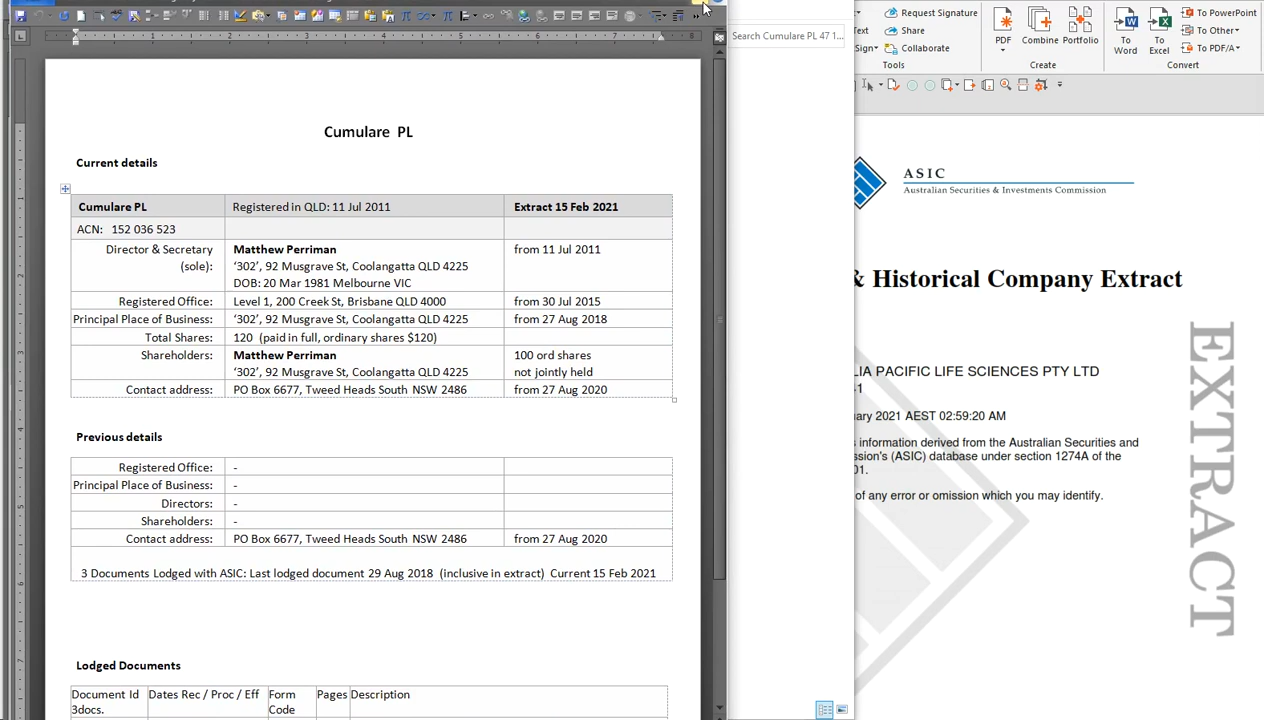 Request Signature
Share
Collaborate
Tools
PDF
Combine
Portfolio
Create
To Word
To Excel
To PowerPoint
To Other
To PDF/A
Convert
Search Cumulare PL 47 1...
Cumulare PL
Current details
Cumulare PL Registered in QLD: 11 Jul 2011 Extract 15 Feb 2021
ACN: 152 036 523
Director & Secretary Matthew Perriman from 11 Jul 2011
(sole): ‘302’, 92 Musgrave St, Coolangatta QLD 4225
DOB: 20 Mar 1981 Melbourne VIC
Registered Office: Level 1, 200 Creek St, Brisbane QLD 4000 from 30 Jul 2015
Principal Place of Business: ‘302’, 92 Musgrave St, Coolangatta QLD 4225 from 27 Aug 2018
Total Shares: 120 (paid in full, ordinary shares $120)
Shareholders: Matthew Perriman 100 ord shares
‘302’, 92 Musgrave St, Coolangatta QLD 4225 not jointly held
Contact address: PO Box 6677, Tweed Heads South NSW 2486 from 27 Aug 2020
Previous details
Registered Office: -
Principal Place of Business: -
Directors: -
Shareholders: -
Contact address: PO Box 6677, Tweed Heads South NSW 2486 from 27 Aug 2020
3 Documents Lodged with ASIC: Last lodged document 29 Aug 2018 (inclusive in extract) Current 15 Feb 2021
Lodged Documents
Document Id Dates Rec / Proc / Eff Form Pages Description
3docs. Code
ASIC
Australian Securities & Investments Commission
& Historical Company Extract
LIA PACIFIC LIFE SCIENCES PTY LTD
41
uary 2021 AEST 02:59:20 AM
s information derived from the Australian Securities and
ssion's (ASIC) database under section 1274A of the
01.
of any error or omission which you may identify.
EXTRACT